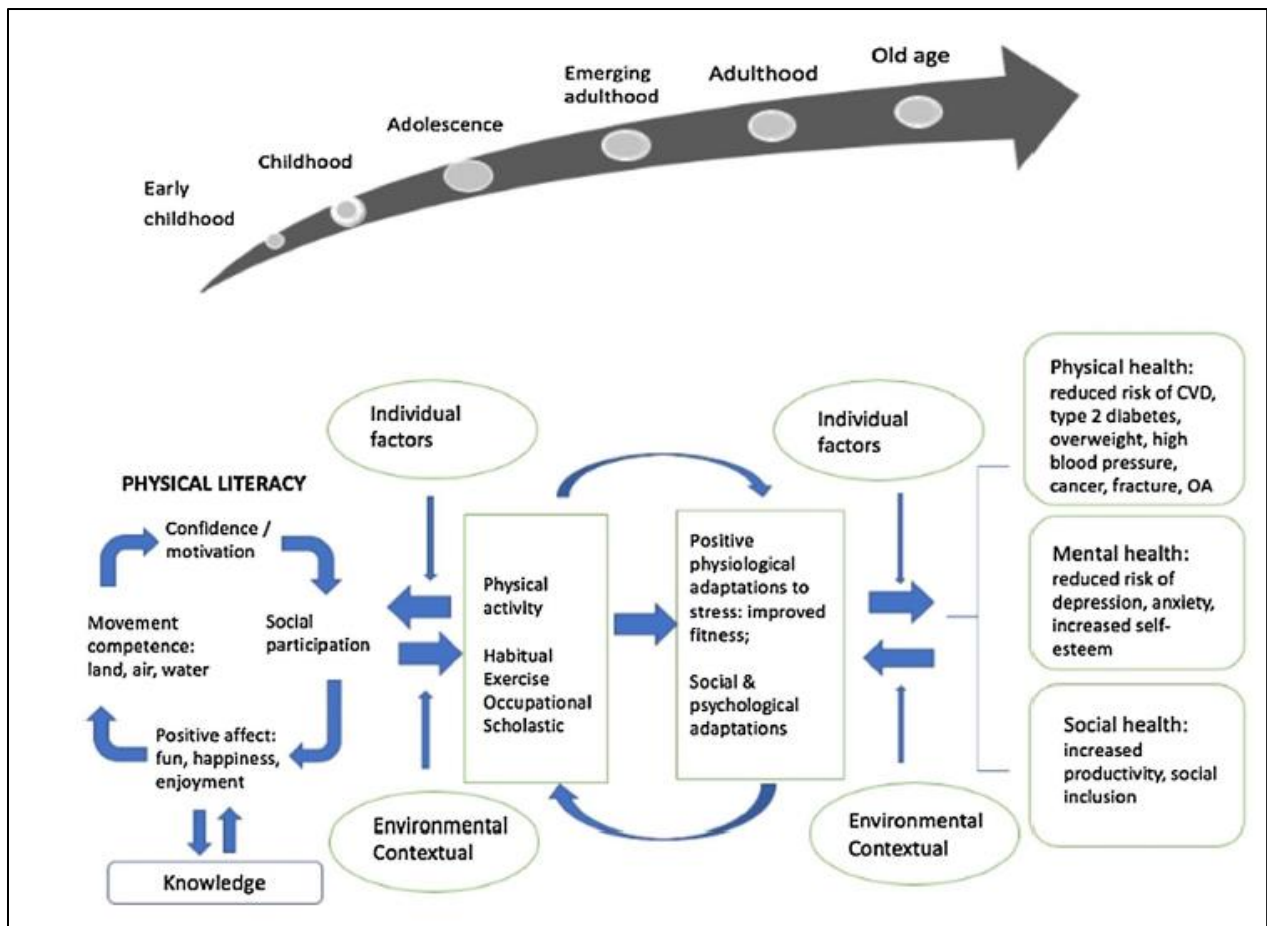 Old age
Emerging
adulthood
Adulthood
Adolescence
Childhood
Early
childhood
Individual
factors
Individual
factors
Physical health:
reduced risk of CVD,
type 2 diabetes,
overweight, high
blood pressure,
cancer, fracture, OA
PHYSICAL LITERACY
Confidence /
motivation
Movement
competence:
land, air, water
Social
participation
Positive affect:
fun, happiness,
enjoyment
Knowledge
Physical
activity
Habitual
Exercise
Occupational
Scholastic
Positive
physiological
adaptations to
stress: improved
fitness;
Social &
psychological
adaptations
Mental health:
reduced risk of
depression, anxiety,
increased self-
esteem
Social health:
increased
productivity, social
inclusion
Environmental
Contextual
Environmental
Contextual